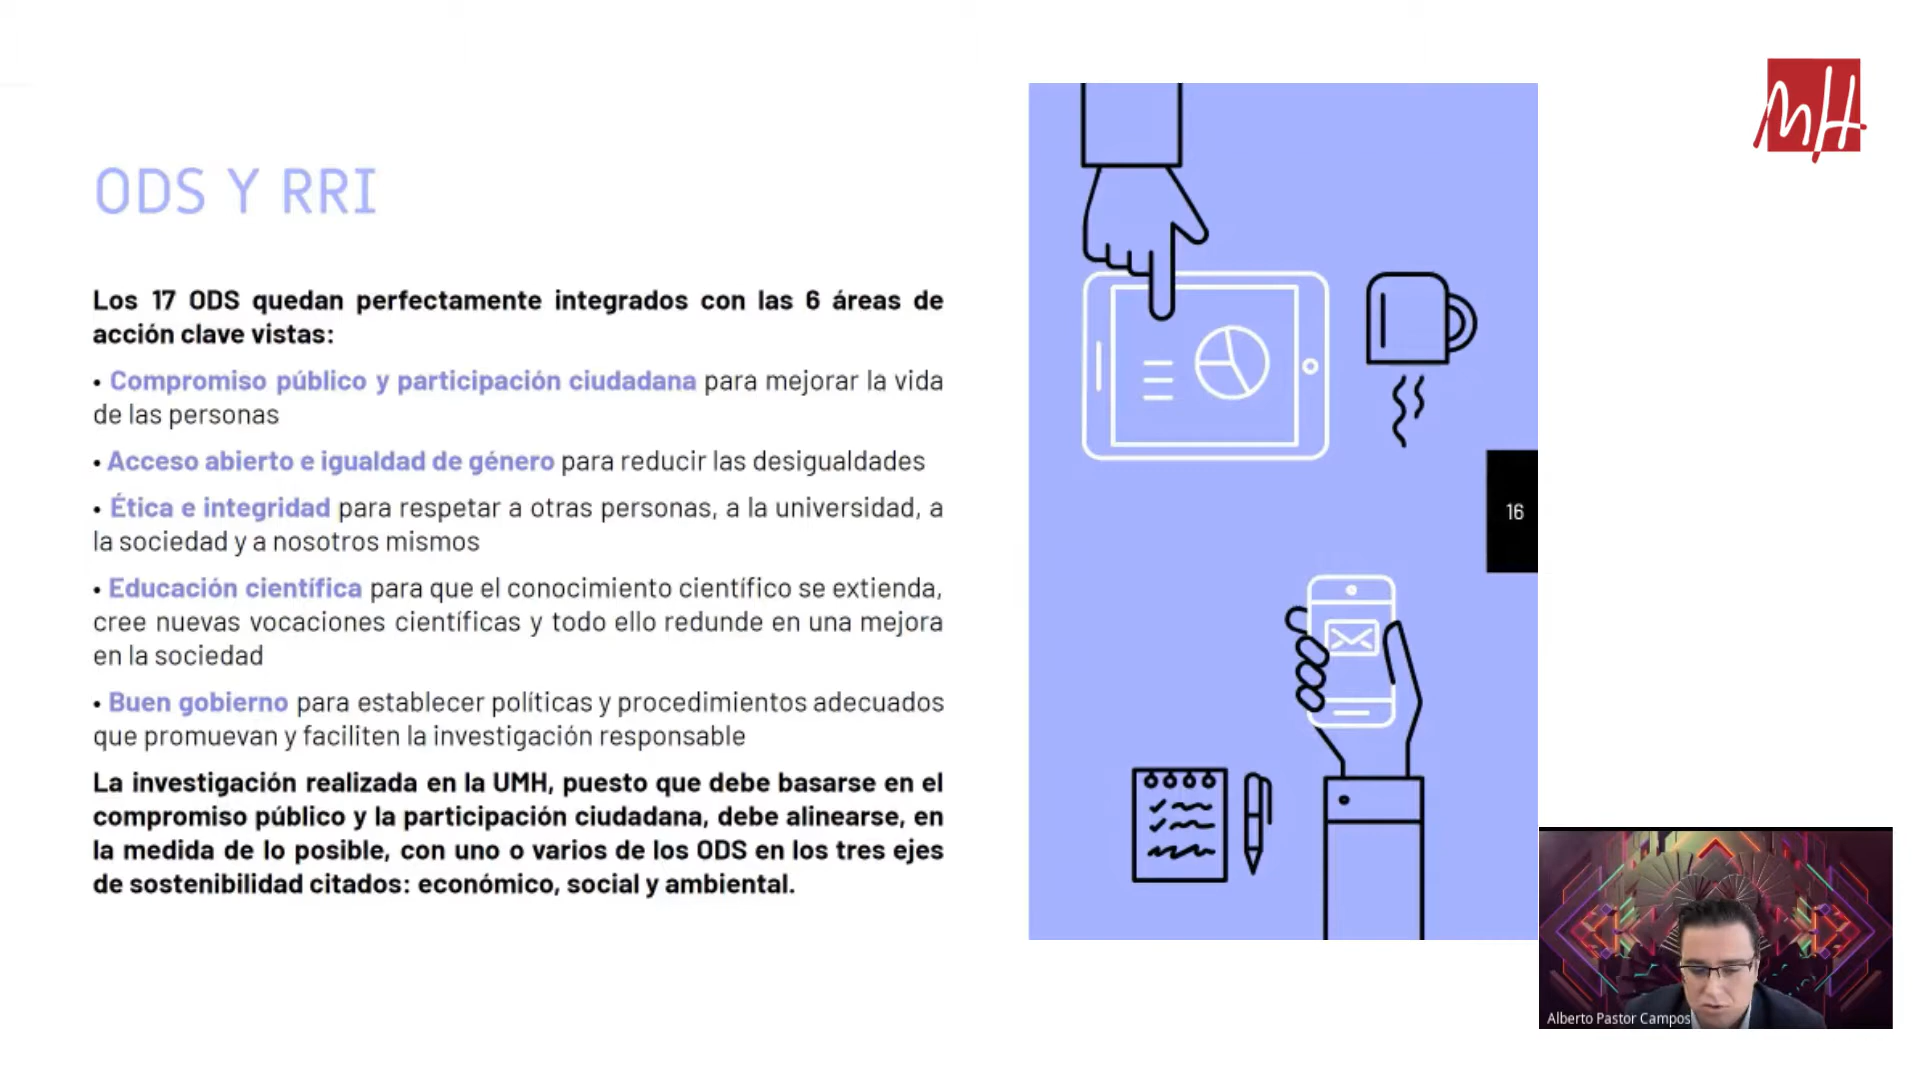 MH
ODS Y RRI
Los 17 ODS quedan perfectamente integrados con las 6 áreas de
acción clave vistas:
• Compromiso público y participación ciudadana para mejorar la vida
de las personas
• Acceso abierto e igualdad de género para reducir las desigualdades
• Ética e integridad para respetar a otras personas, a la universidad, a
la sociedad y a nosotros mismos
• Educación científica para que el conocimiento científico se extienda,
cree nuevas vocaciones científicas y todo ello redunde en una mejora
en la sociedad
• Buen gobierno para establecer políticas y procedimientos adecuados
que promuevan y faciliten la investigación responsable
La investigación realizada en la UMH, puesto que debe basarse en el
compromiso público y la participación ciudadana, debe alinearse, en
la medida de lo posible, con uno o varios de los ODS en los tres ejes
de sostenibilidad citados: económico, social y ambiental.
16
Alberto Pastor Campos